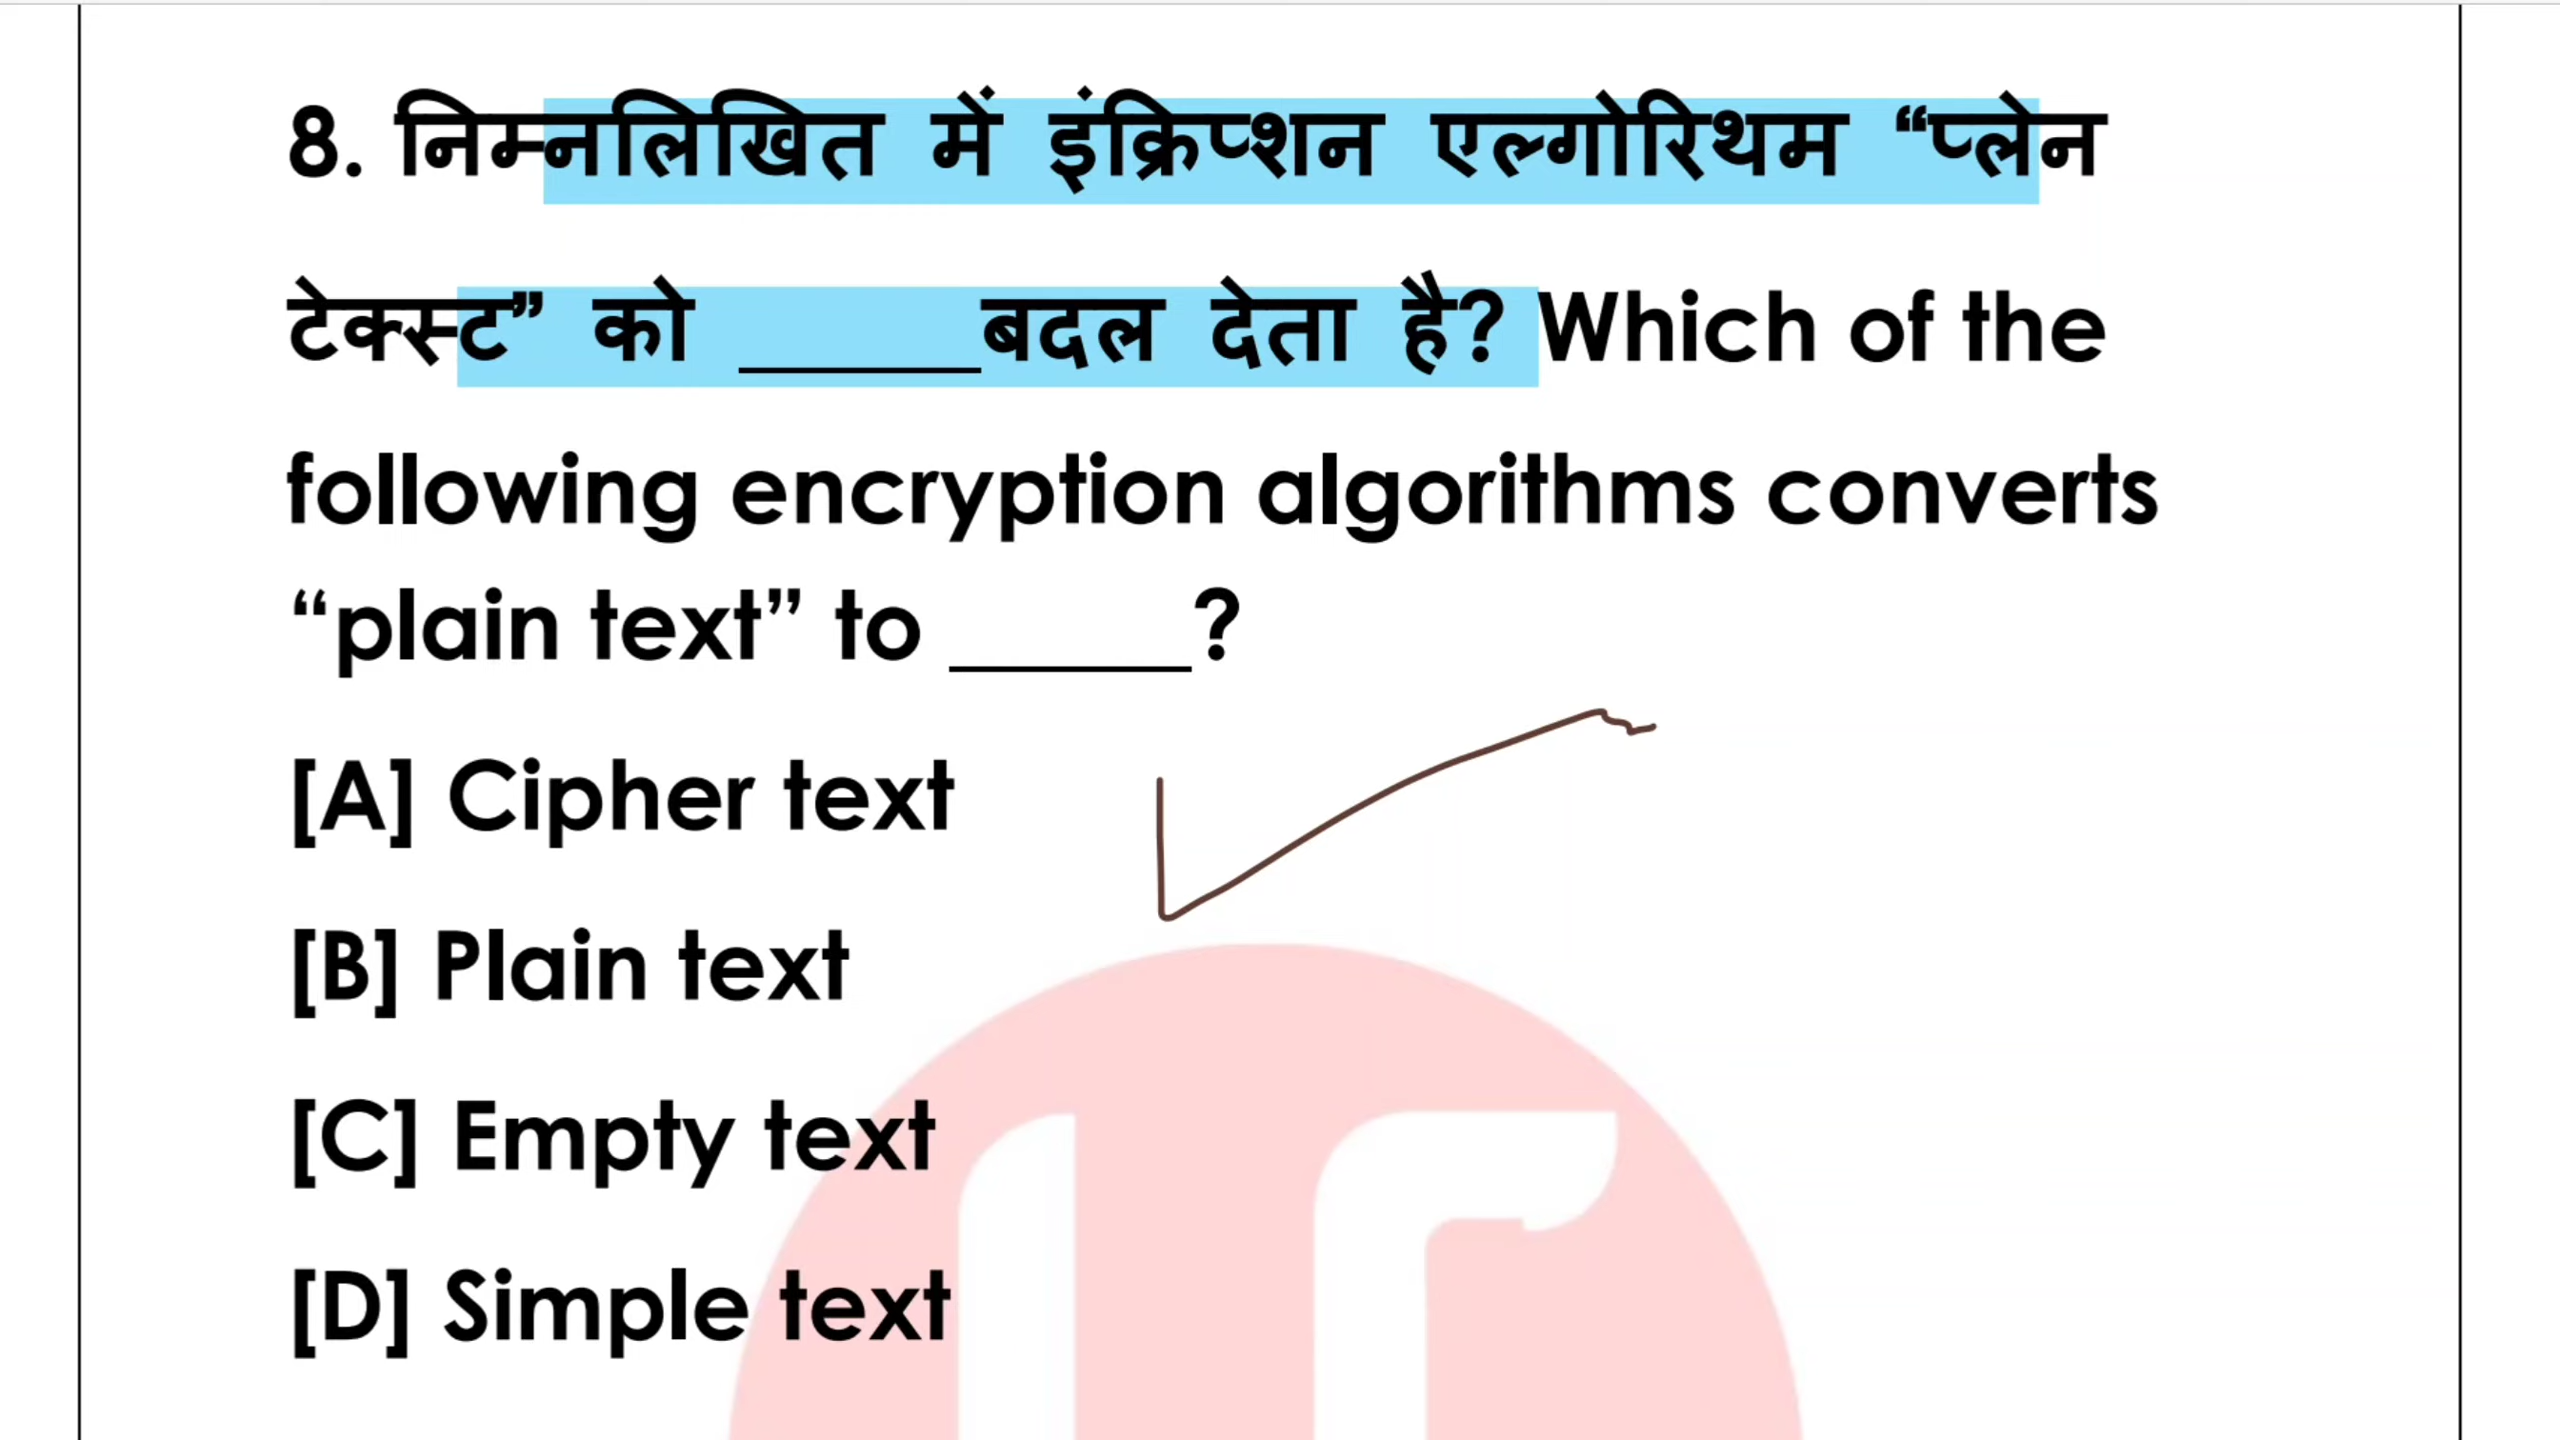 8. निम्नलिखित में इंक्रिप्शन एल्गोरिथम “प्लेन
टेक्स्ट” को ______बदल देता है? Which of the
following encryption algorithms converts
“plain text” to ______?
[A] Cipher text
[B] Plain text
[C] Empty text
[D] Simple text